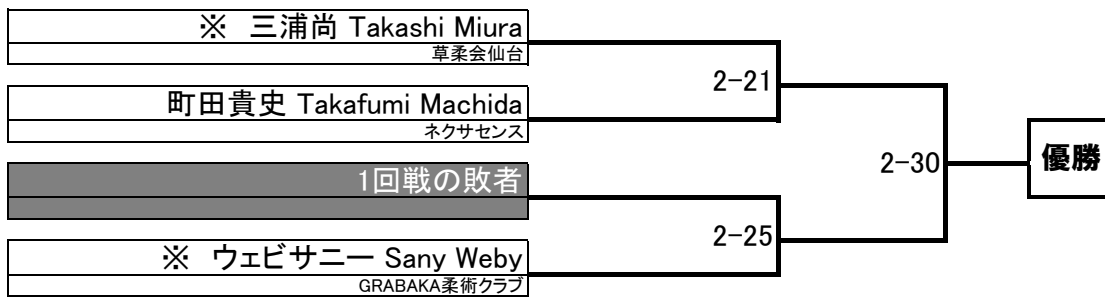 ※ 三浦尚 Takashi Miura
草柔会仙台
2-21
町田貴史 Takafumi Machida
ネクサセンス
2-30
優勝
1回戦の敗者
2-25
※ ウェビサニー Sany Weby
GRABAKA柔術クラブ